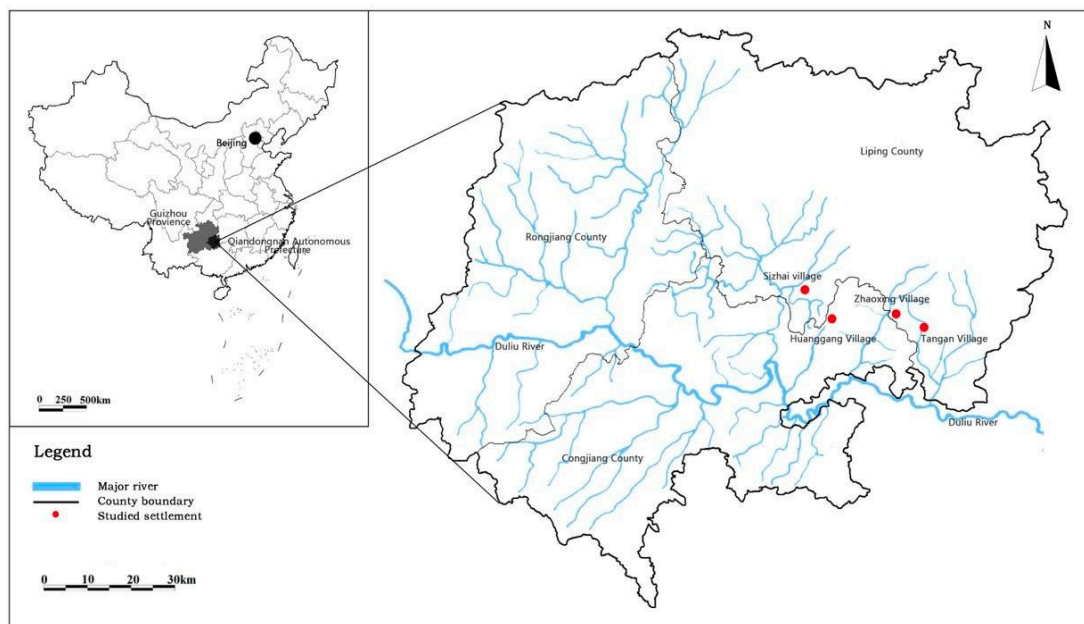 Beijing
Guizhou
Provience
Qiandongnan Autonomous
Prefecture
0 250 500km
N
Liping County
Rongjiang County
Sizhai village
Zhaoxing Village
Huanggang Village
Tangan Village
Duliu River
Duliu River
Congjiang County
Legend
Major river
County boundary
Studied settlement
0 10 20 30km